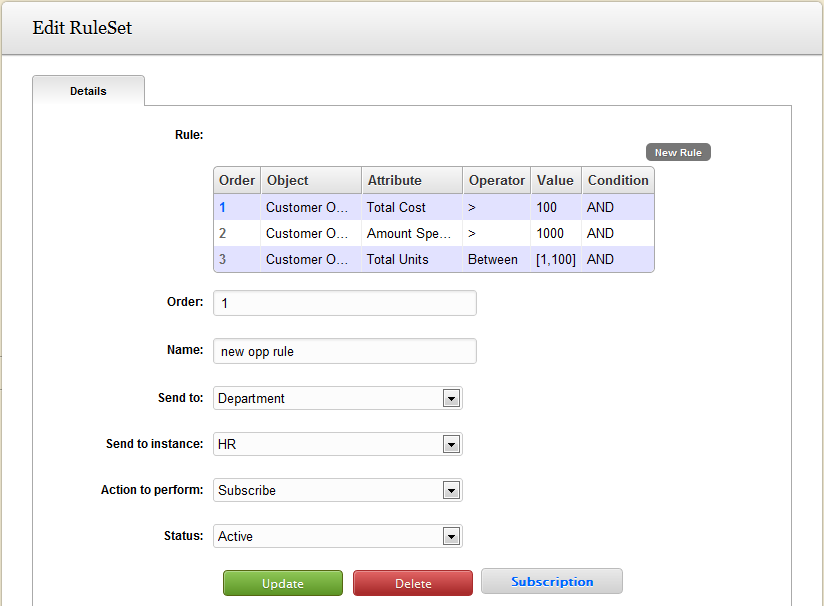 Edit RuleSet
Details
Rule:
New Rule
Order Object Attribute Operator Value Condition
1 Customer O... Total Cost > 100 AND
2 Customer O... Amount Spe... > 1000 AND
3 Customer O... Total Units Between [1,100] AND
Order: 1
Name: new opp rule
Send to: Department
Send to instance: HR
Action to perform: Subscribe
Status: Active
Update Delete Subscription